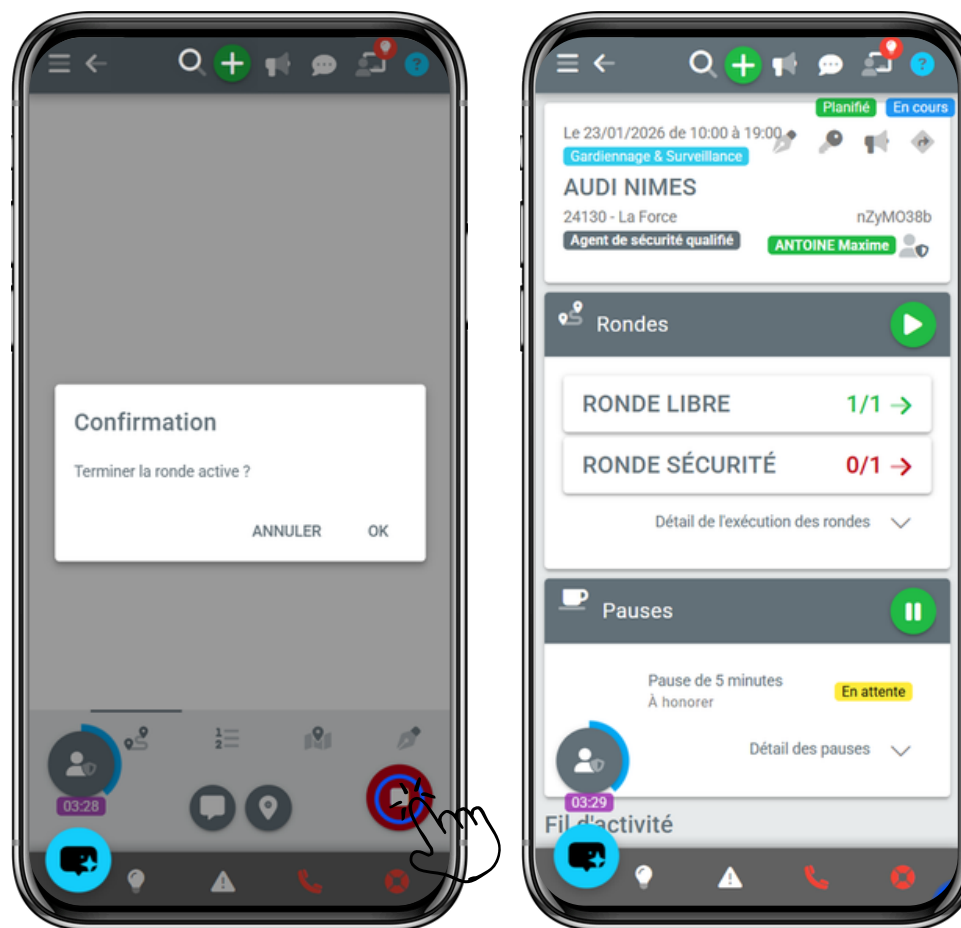 ?
Confirmation
Terminer la ronde active ?
ANNULER OK
1
2
03:28
?
Planifié En cours
Le 23/01/2026 de 10:00 à 19:00
Gardiennage & Surveillance
AUDI NIMES
24130 - La Force nZyMO38b
Agent de sécurité qualifié ANTOINE Maxime
Rondes
RONDE LIBRE 1/1
RONDE SÉCURITÉ 0/1
Détail de l'exécution des rondes
Pauses
Pause de 5 minutes
À honorer
En attente
Détail des pauses
03:29
Fil d'activité